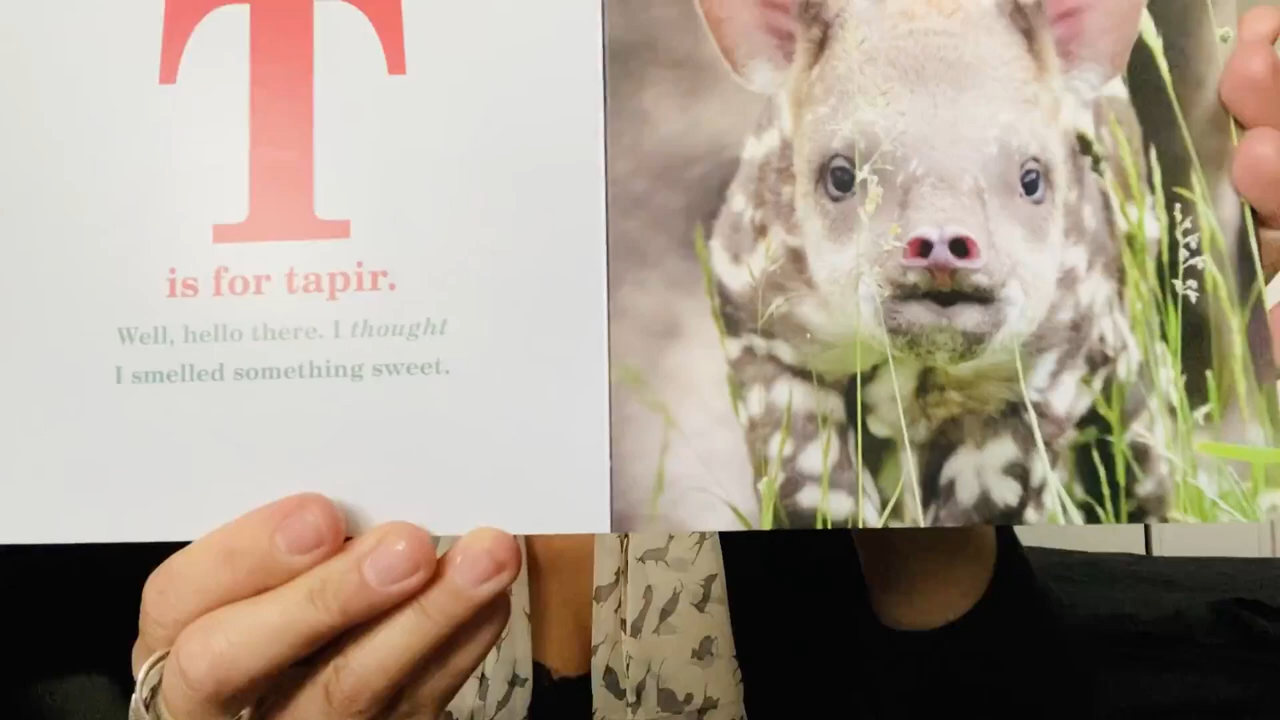 T
is for tapir.
Well, hello there. I thought
I smelled something sweet.